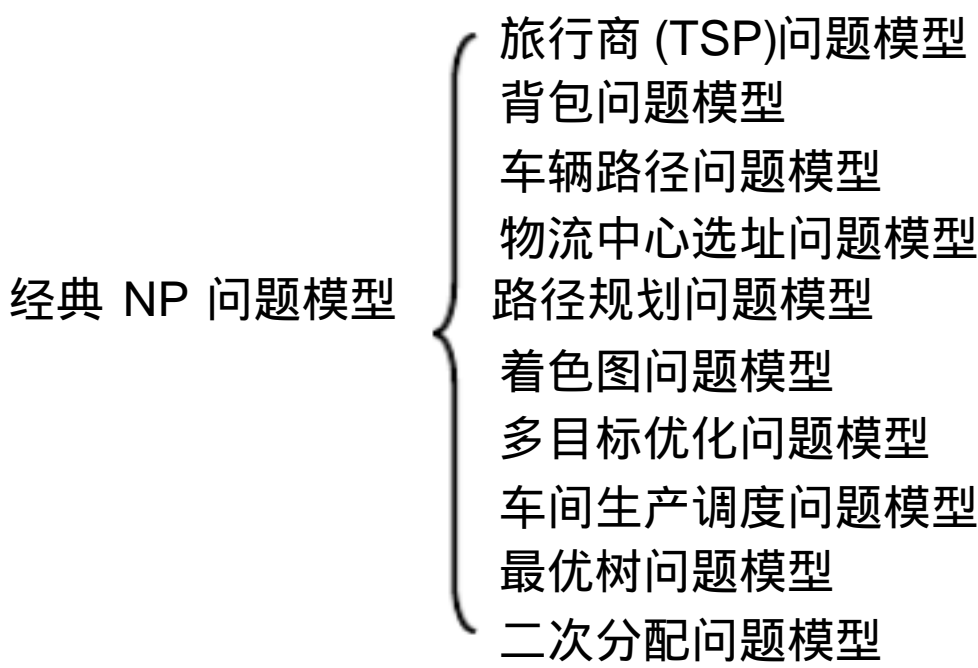 旅行商 (TSP)问题模型
背包问题模型
车辆路径问题模型
物流中心选址问题模型
经典 NP 问题模型
路径规划问题模型
着色图问题模型
多目标优化问题模型
车间生产调度问题模型
最优树问题模型
二次分配问题模型